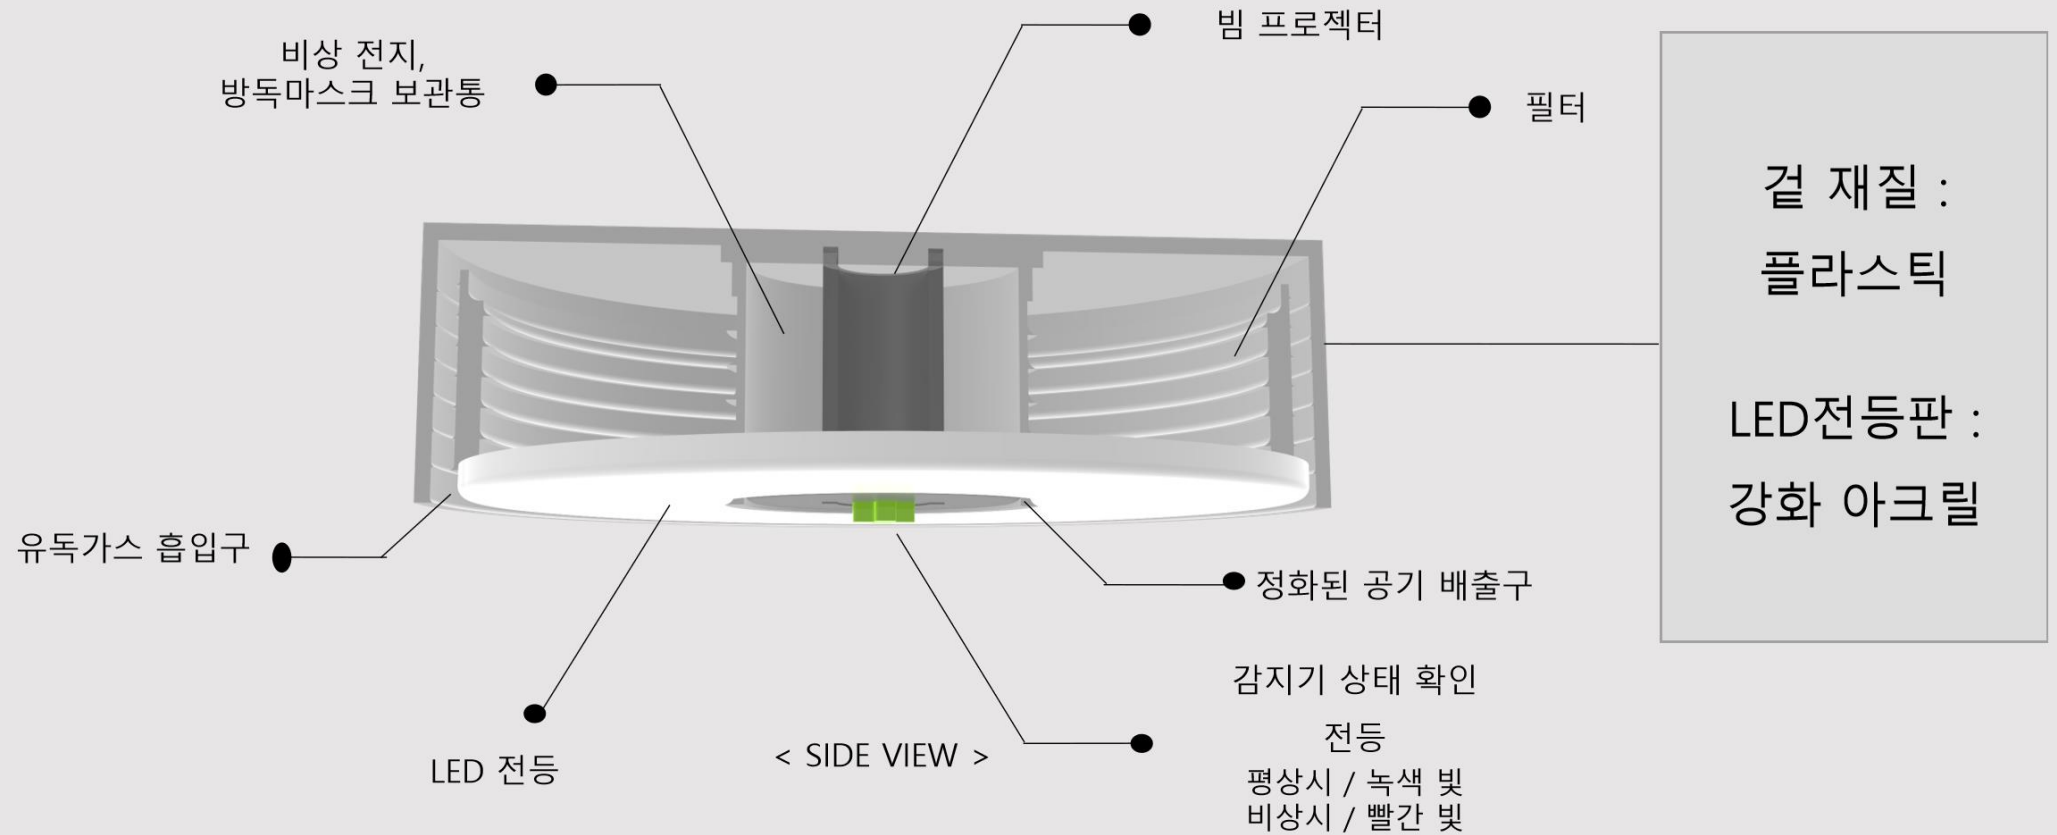 비상 전지,
방독마스크 보관통
빔 프로젝터
필터
겉 재질 :
플라스틱
LED전등판 :
강화 아크릴
유독가스 흡입구
정화된 공기 배출구
LED 전등
< SIDE VIEW >
감지기 상태 확인
전등
평상시 / 녹색 빛
비상시 / 빨간 빛